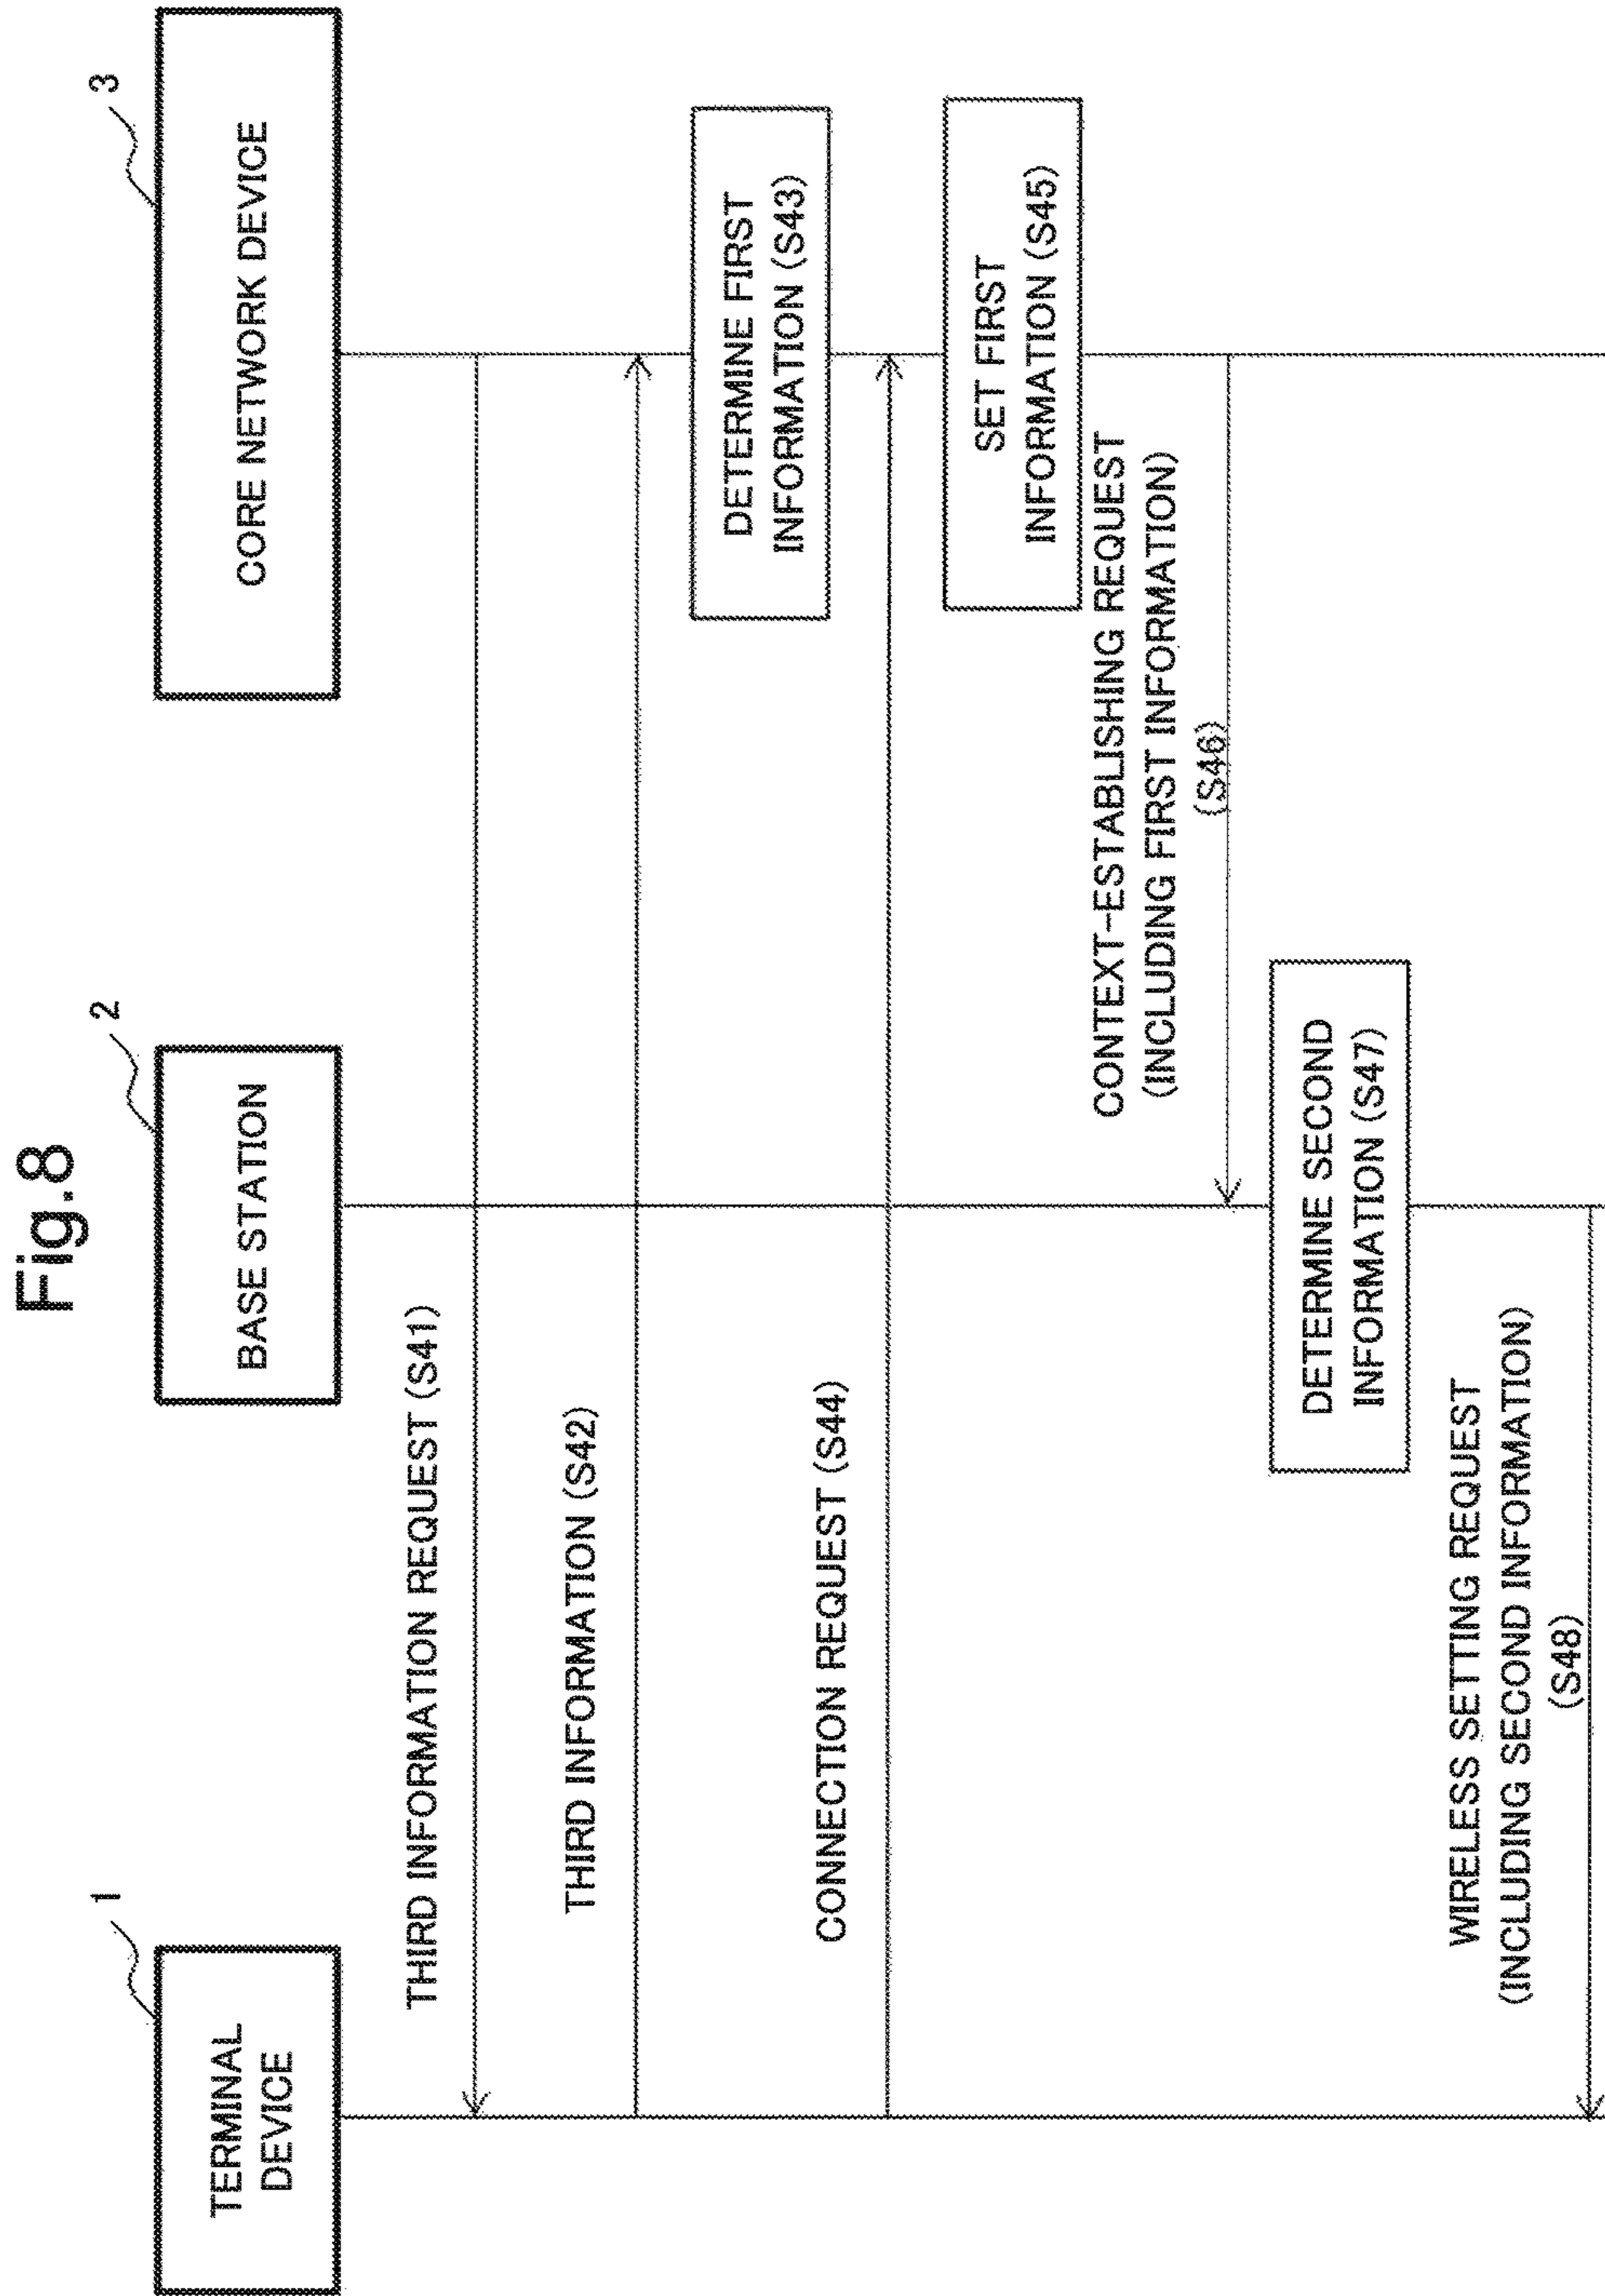 Fig.8
1
TERMINAL
DEVICE
2
BASE STATION
3
CORE NETWORK DEVICE
THIRD INFORMATION REQUEST (S41)
THIRD INFORMATION (S42)
DETERMINE FIRST
INFORMATION (S43)
CONNECTION REQUEST (S44)
SET FIRST
INFORMATION (S45)
CONTEXT-ESTABLISHING REQUEST
(INCLUDING FIRST INFORMATION)
(S46)
DETERMINE SECOND
INFORMATION (S47)
WIRELESS SETTING REQUEST
(INCLUDING SECOND INFORMATION)
(S48)